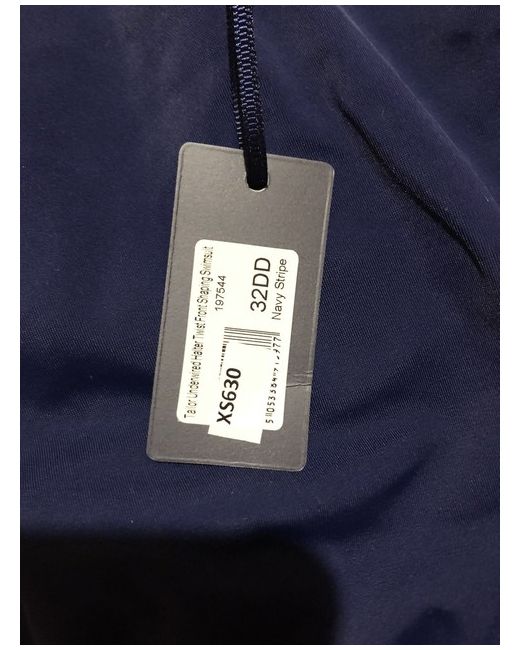 Tailor Underwired Halter Twist Front Shaping Swimsuit
197544
32DD
Navy Stripe
XS630